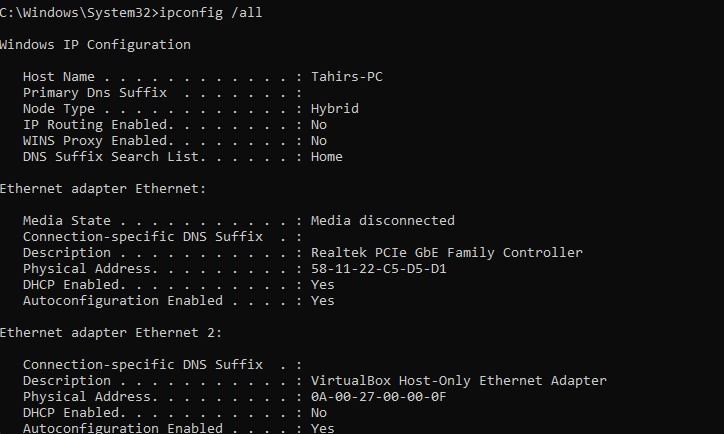 C:\Windows\System32>ipconfig /all
Windows IP Configuration
Host Name . . . . . . . . . . . . : Tahirs-PC
Primary Dns Suffix  . . . . . . . :
Node Type . . . . . . . . . . . . : Hybrid
IP Routing Enabled. . . . . . . . : No
WINS Proxy Enabled. . . . . . . . : No
DNS Suffix Search List. . . . . . : Home
Ethernet adapter Ethernet:
Media State . . . . . . . . . . . : Media disconnected
Connection-specific DNS Suffix  . :
Description . . . . . . . . . . . : Realtek PCIe GbE Family Controller
Physical Address. . . . . . . . . : 58-11-22-C5-D5-D1
DHCP Enabled. . . . . . . . . . . : Yes
Autoconfiguration Enabled . . . . : Yes
Ethernet adapter Ethernet 2:
Connection-specific DNS Suffix  . :
Description . . . . . . . . . . . : VirtualBox Host-Only Ethernet Adapter
Physical Address. . . . . . . . . : 0A-00-27-00-00-0F
DHCP Enabled. . . . . . . . . . . : No
Autoconfiguration Enabled . . . . : Yes